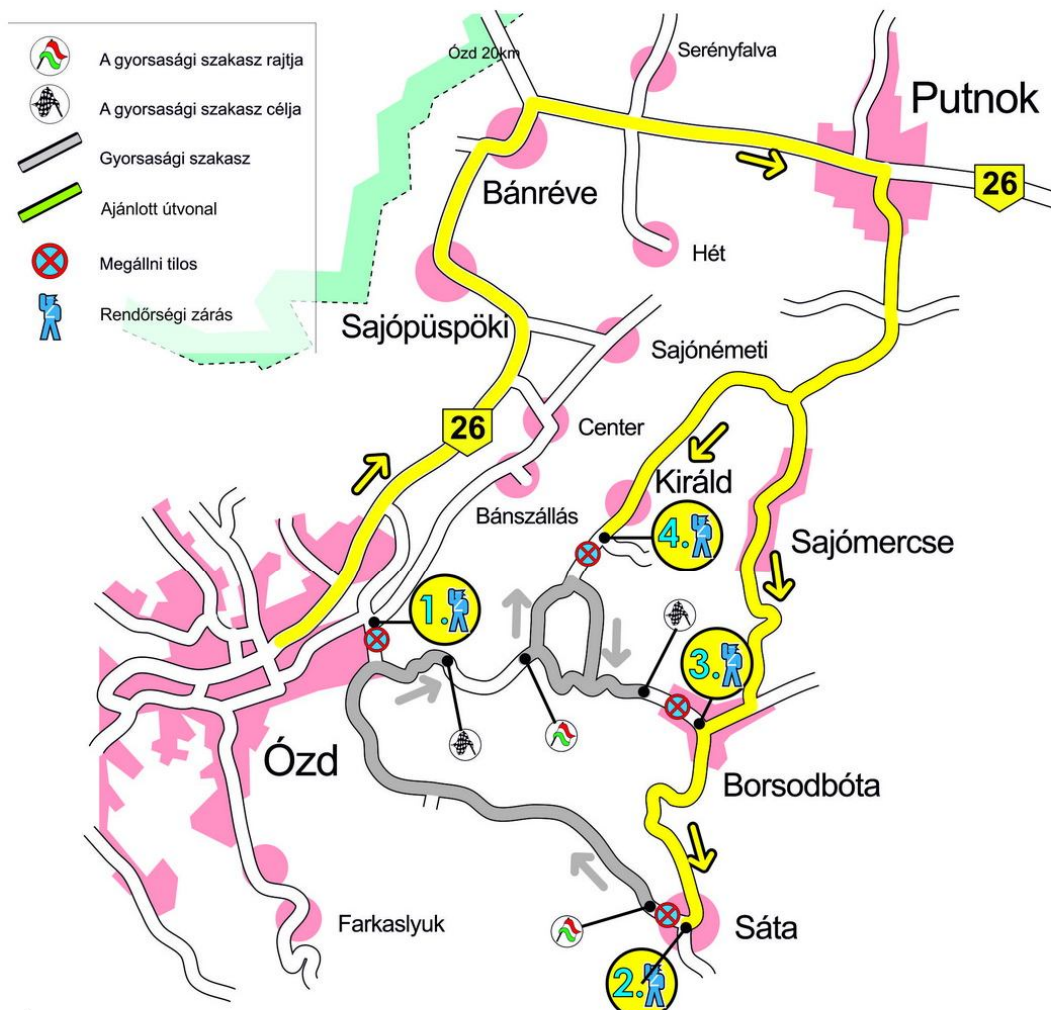 A gyorsasági szakasz rajtja
A gyorsasági szakasz célja
Gyorsasági szakasz
Ajánlott útvonal
Megállni tilos
Rendőrségi zárás
Ózd 20km
Serényfalva
Putnok
26
Bánréve
Hét
Sajópüspöki
Sajónémeti
26
Center
Királd
Bánszállás
4.
Sajómercse
1.
3.
Ózd
Borsodbóta
Farkaslyuk
Sáta
2.